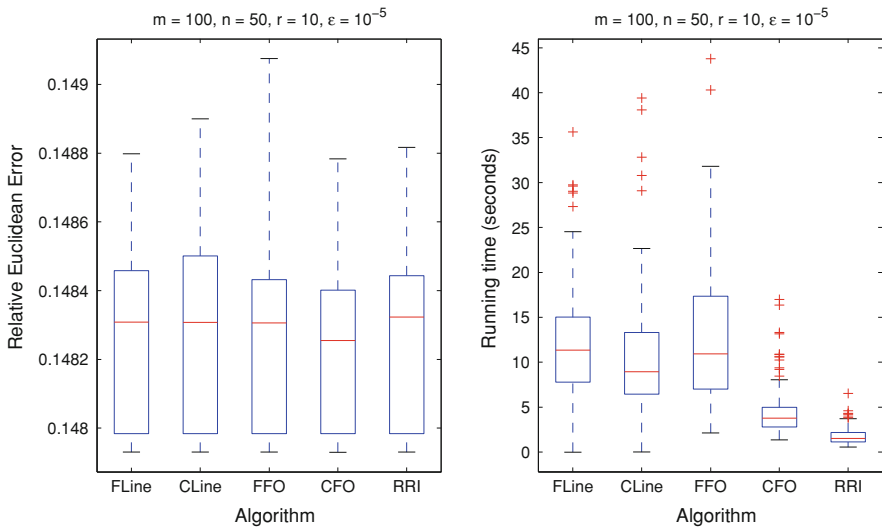 m = 100, n = 50, r = 10, ε = 10⁻⁵
Relative Euclidean Error
0.149
0.1488
0.1486
0.1484
0.1482
0.148
FLine CLine FFO CFO RRI
Algorithm
m = 100, n = 50, r = 10, ε = 10⁻⁵
Running time (seconds)
45
40
35
30
25
20
15
10
5
0
FLine CLine FFO CFO RRI
Algorithm